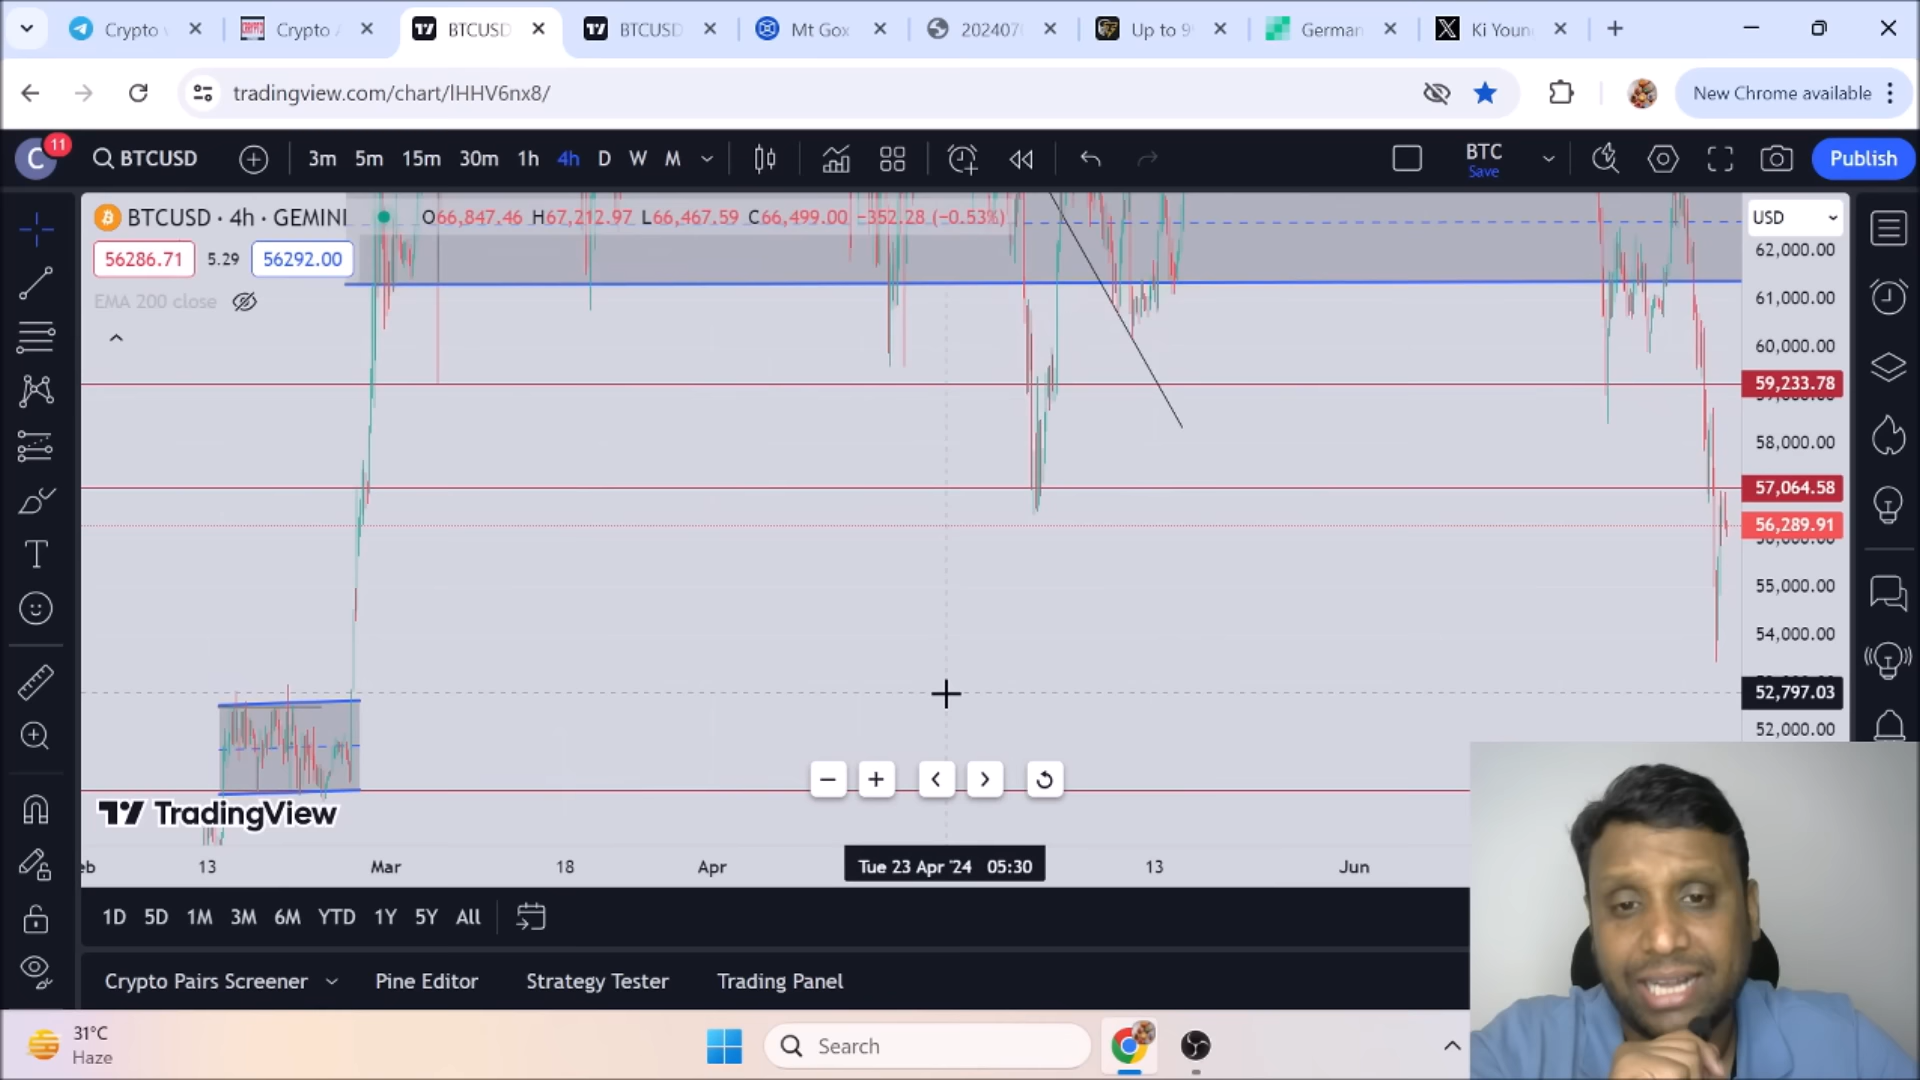 Crypto
Crypto
BTCUSD
BTCUSD
Mt Gox
202407
Up to 9
German
Ki Youn
tradingview.com/chart/lHHV6nx8/
New Chrome available
C
11
BTCUSD
3m
5m
15m
30m
1h
4h
D
W
M
BTC
Save
Publish
BTCUSD · 4h · GEMINI
O66,847.46 H67,212.97 L66,467.59 C66,499.00 −352.28 (−0.53%)
USD
56286.71
5.29
56292.00
EMA 200 close
62,000.00
61,000.00
60,000.00
59,233.78
58,000.00
57,064.58
56,289.91
55,000.00
54,000.00
52,797.03
52,000.00
TradingView
13
Mar
18
Apr
Tue 23 Apr '24 05:30
13
Jun
1D
5D
1M
3M
6M
YTD
1Y
5Y
All
Crypto Pairs Screener
Pine Editor
Strategy Tester
Trading Panel
31°C
Haze
Search